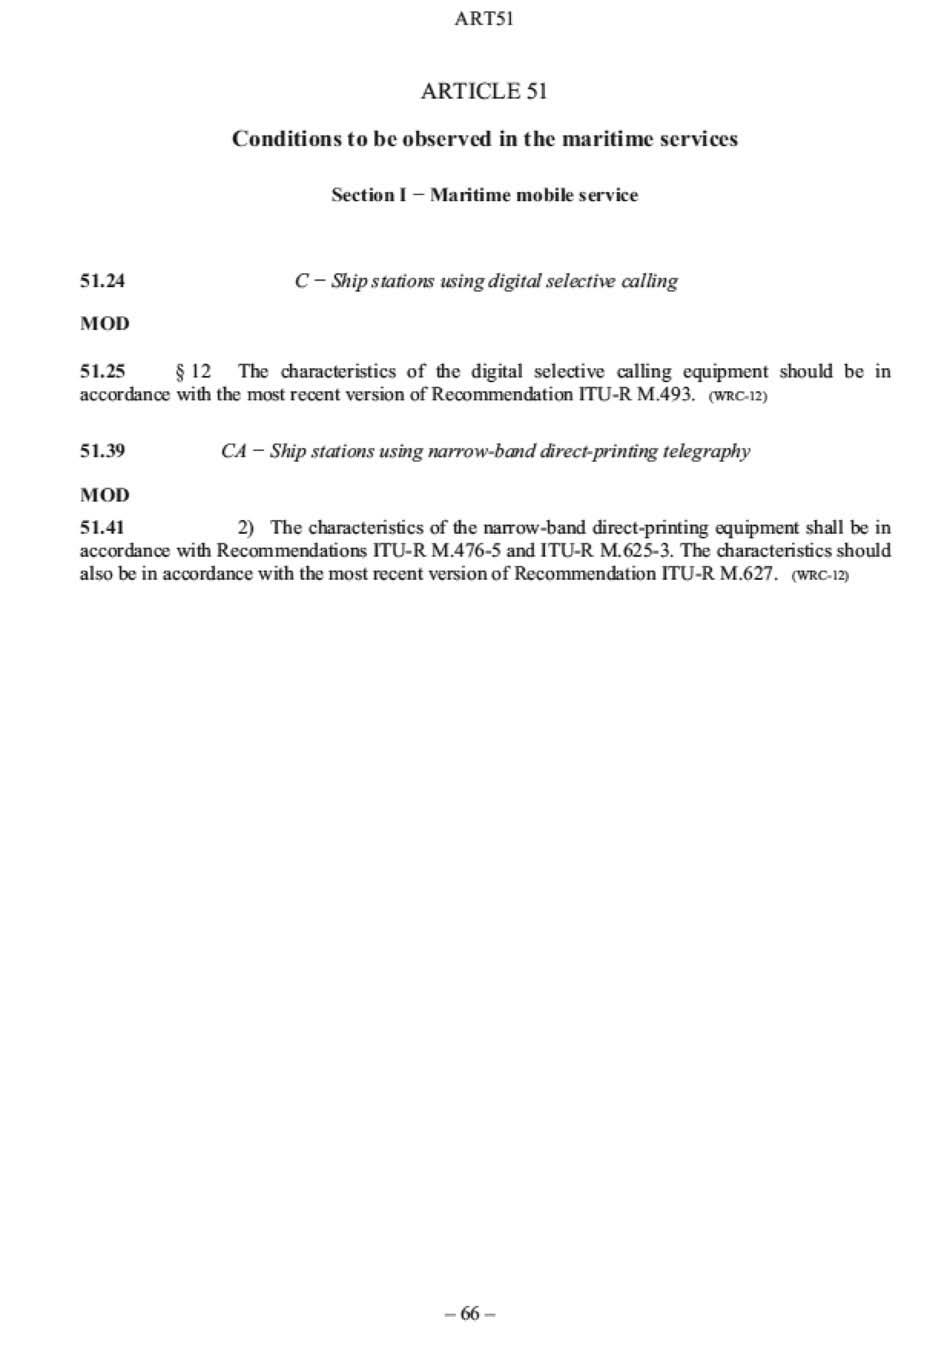 ART51
ARTICLE 51
Conditions to be observed in the maritime services
Section I − Maritime mobile service
51.24 C − Ship stations using digital selective calling
MOD
51.25 § 12 The characteristics of the digital selective calling equipment should be in
accordance with the most recent version of Recommendation ITU-R M.493. (WRC-12)
51.39 CA − Ship stations using narrow-band direct-printing telegraphy
MOD
51.41 2) The characteristics of the narrow-band direct-printing equipment shall be in
accordance with Recommendations ITU-R M.476-5 and ITU-R M.625-3. The characteristics should
also be in accordance with the most recent version of Recommendation ITU-R M.627. (WRC-12)
– 66 –